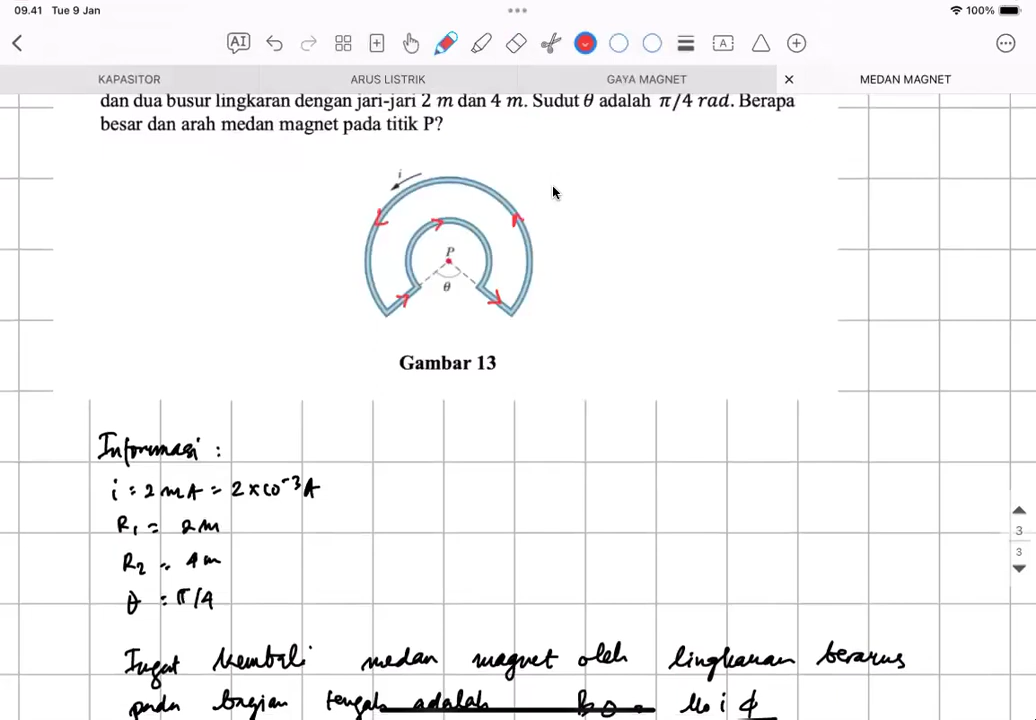 09.41 Tue 9 Jan
100%
AI
A
KAPASITOR
ARUS LISTRIK
GAYA MAGNET
MEDAN MAGNET
dan dua busur lingkaran dengan jari-jari 2 m dan 4 m. Sudut θ adalah π/4 rad. Berapa
besar dan arah medan magnet pada titik P?
i
P
θ
Gambar 13
Informasi :
i = 2 mA = 2 x 10⁻³ A
R₁ = 2 m
R₂ = 4 m
θ = π/4
3
3
Ingat kembali medan magnet oleh lingkaran berarus
pada bagian tengah adalah B = μ₀ i ϕ